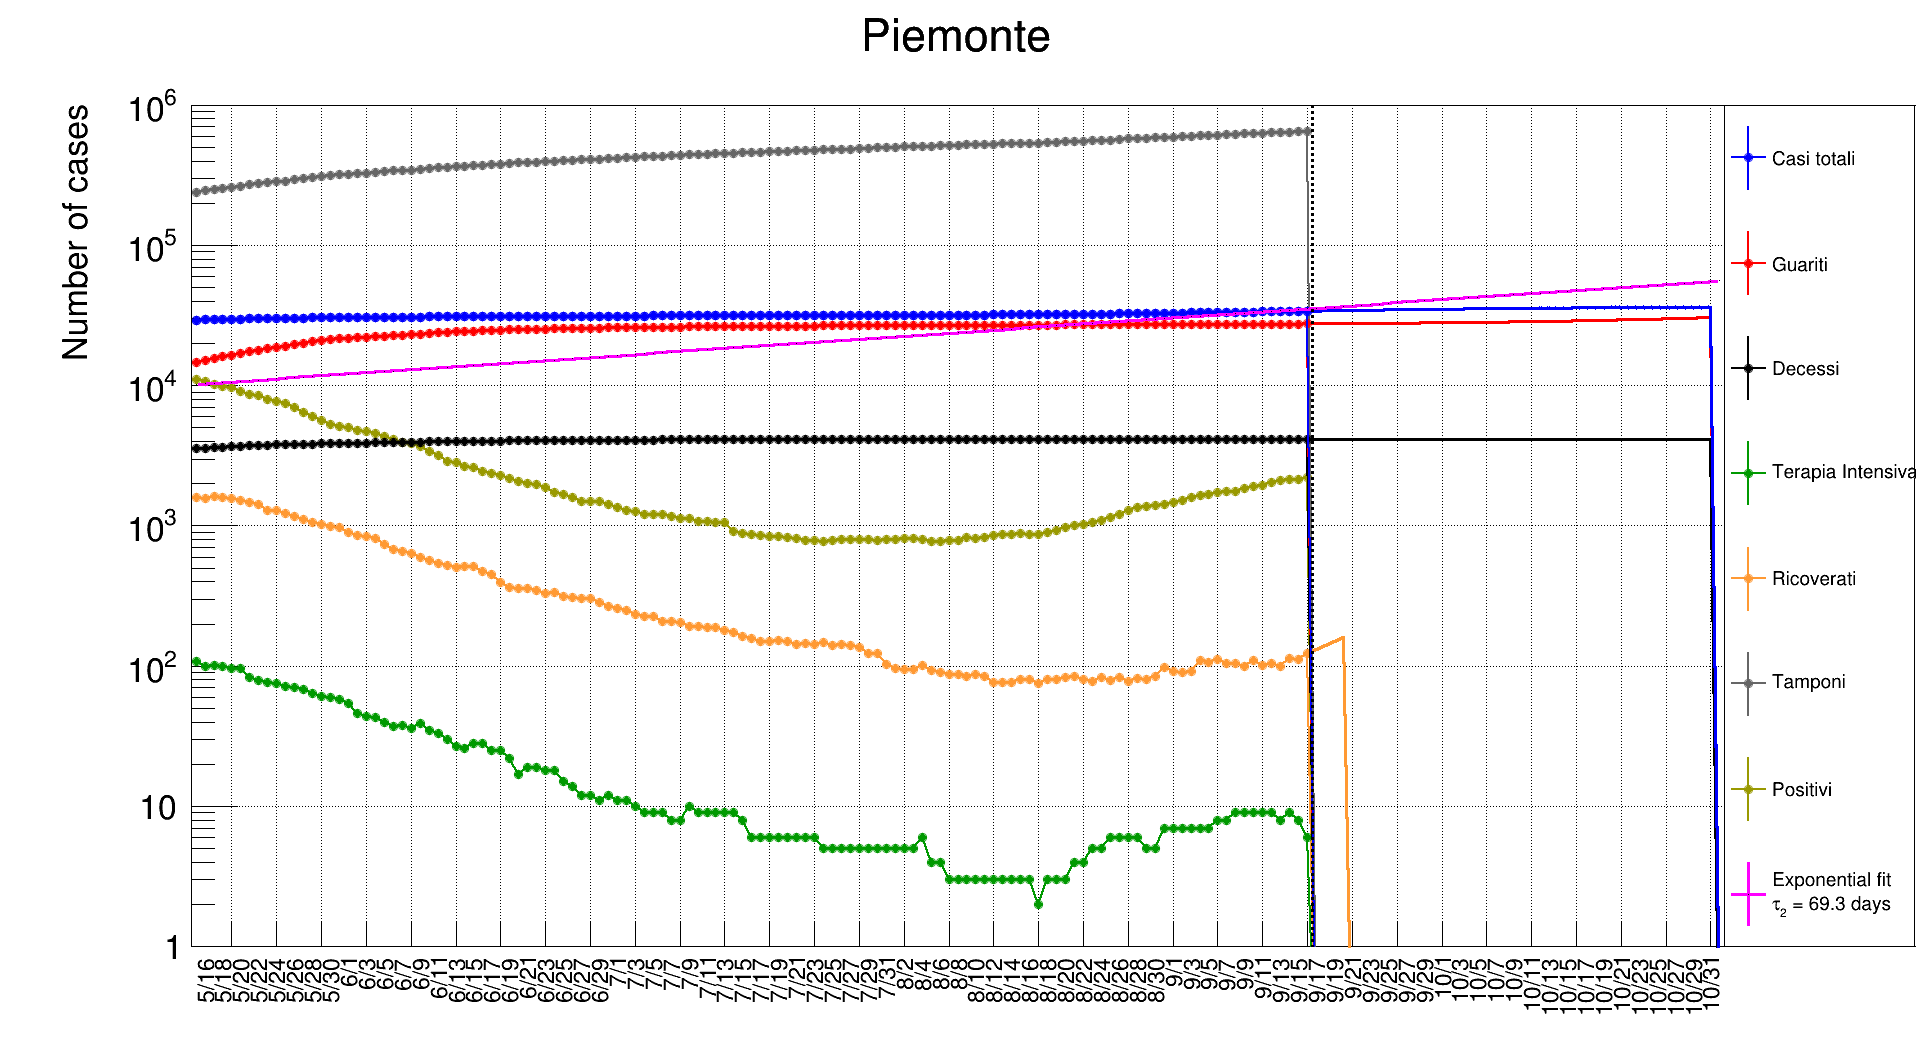 Piemonte
Number of cases
10^6
10^5
10^4
10^3
10^2
10
1
5/16 5/18 5/20 5/22 5/24 5/26 5/28 5/30 6/1 6/3 6/5 6/7 6/9 6/11 6/13 6/15 6/17 6/19 6/21 6/23 6/25 6/27 6/29 7/1 7/3 7/5 7/7 7/9 7/11 7/13 7/15 7/17 7/19 7/21 7/23 7/25 7/27 7/29 7/31 8/2 8/4 8/6 8/8 8/10 8/12 8/14 8/16 8/18 8/20 8/22 8/24 8/26 8/28 8/30 9/1 9/3 9/5 9/7 9/9 9/11 9/13 9/15 9/17 9/19 9/21 9/23 9/25 9/27 9/29 10/1 10/3 10/5 10/7 10/9 10/11 10/13 10/15 10/17 10/19 10/21 10/23 10/25 10/27 10/29 10/31
Casi totali
Guariti
Decessi
Terapia Intensiva
Ricoverati
Tamponi
Positivi
Exponential fit
τ_2 = 69.3 days